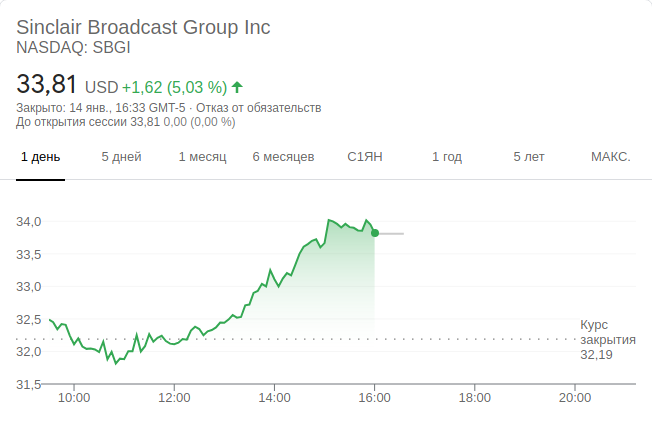 Sinclair Broadcast Group Inc
NASDAQ: SBGI
33,81 USD +1,62 (5,03 %)
Закрыто: 14 янв., 16:33 GMT-5 · Отказ от обязательств
До открытия сессии 33,81 0,00 (0,00 %)
1 день 5 дней 1 месяц 6 месяцев С1ЯН 1 год 5 лет МАКС.
34,0
33,5
33,0
32,5
32,0
31,5
Курс
закрытия
32,19
10:00 12:00 14:00 16:00 18:00 20:00